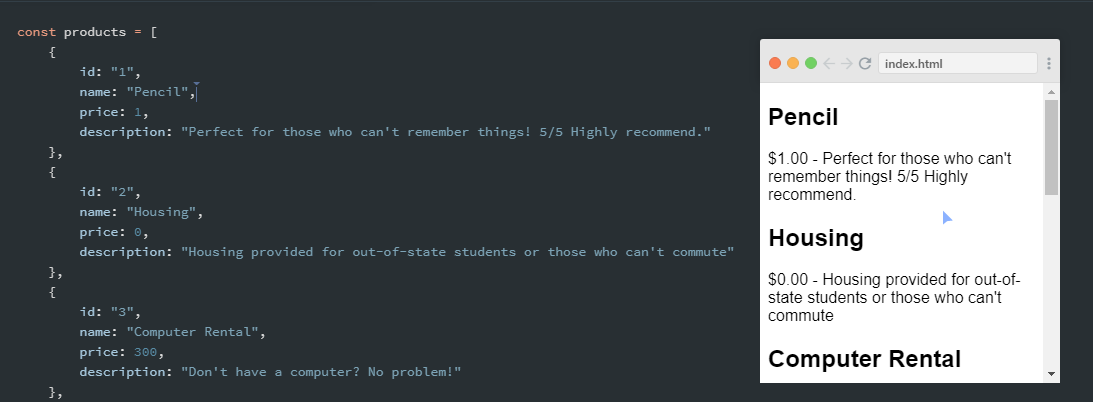 const products = [
{
id: "1",
name: "Pencil",
price: 1,
description: "Perfect for those who can't remember things! 5/5 Highly recommend."
},
{
id: "2",
name: "Housing",
price: 0,
description: "Housing provided for out-of-state students or those who can't commute"
},
{
id: "3",
name: "Computer Rental",
price: 300,
description: "Don't have a computer? No problem!"
},
index.html
Pencil
$1.00 - Perfect for those who can't
remember things! 5/5 Highly
recommend.
Housing
$0.00 - Housing provided for out-of-
state students or those who can't
commute
Computer Rental